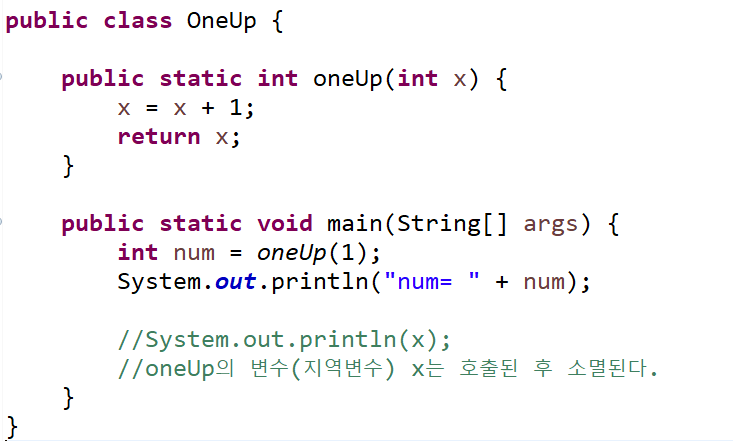 public class OneUp {
public static int oneUp(int x) {
x = x + 1;
return x;
}
public static void main(String[] args) {
int num = oneUp(1);
System.out.println("num= " + num);
//System.out.println(x);
//oneUp의 변수(지역변수) x는 호출된 후 소멸된다.
}
}